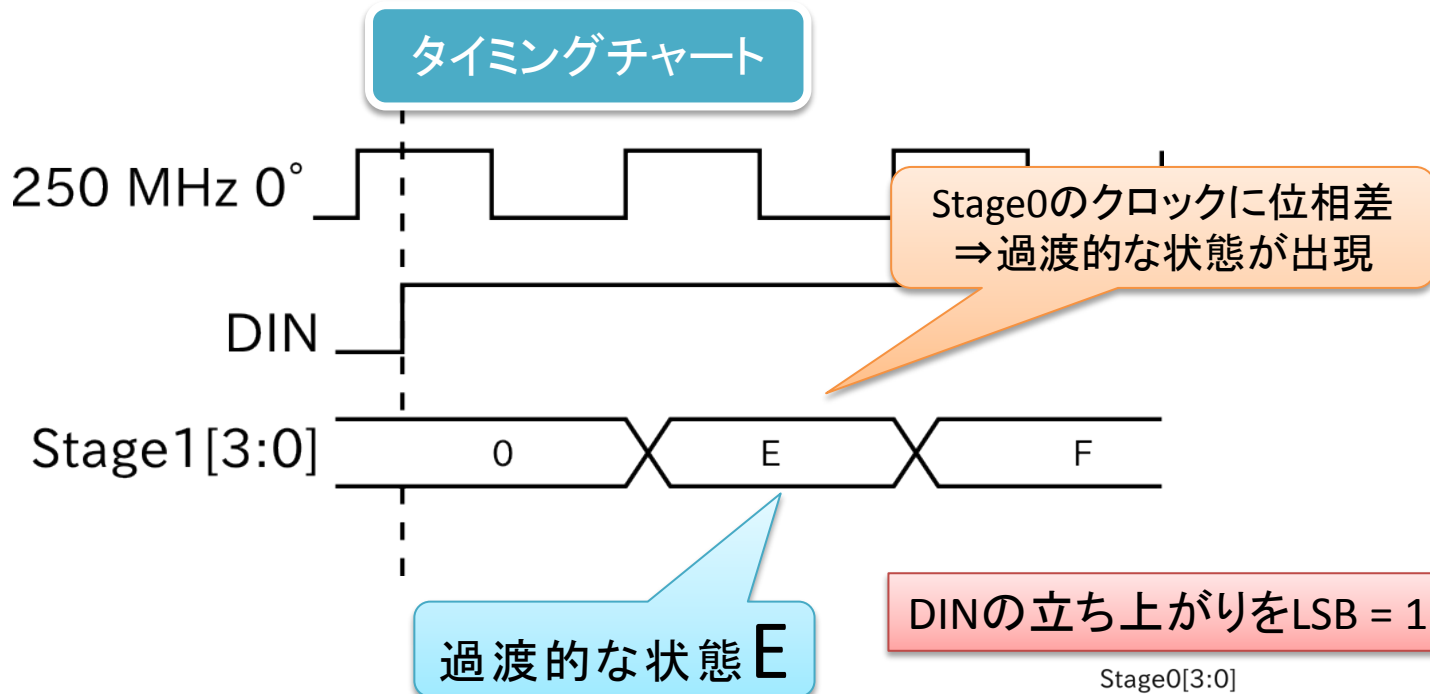 タイミングチャート
250 MHz 0°
Stage0のクロックに位相差
⇒過渡的な状態が出現
DIN
Stage1[3:0]
0
E
F
過渡的な状態E
DINの立ち上がりをLSB = 1
Stage0[3:0]